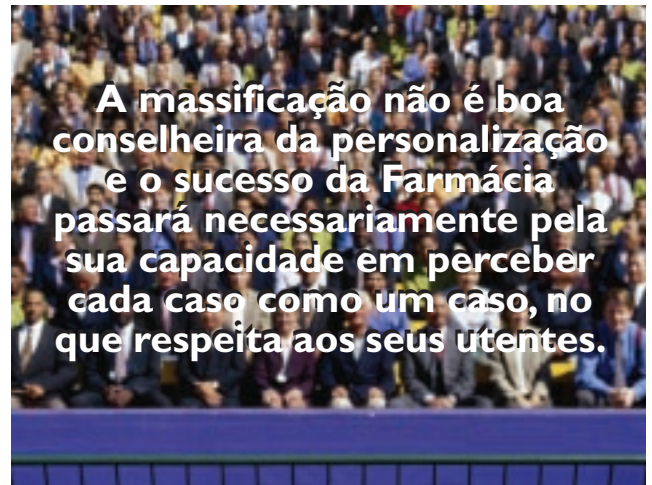 A massificação não é boa
conselheira da personalização
e o sucesso da Farmácia
passará necessariamente pela
sua capacidade em perceber
cada caso como um caso, no
que respeita aos seus utentes.